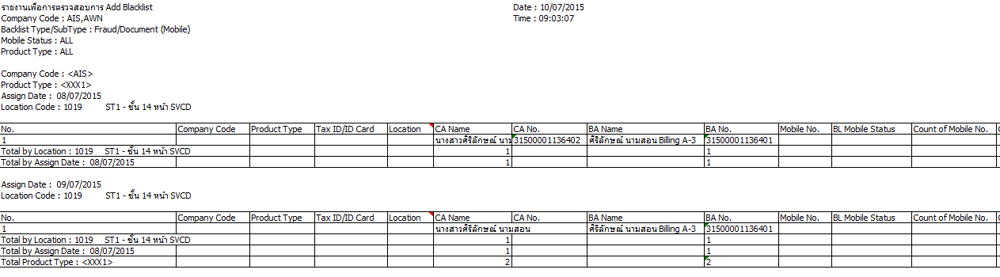 รายงานเพื่อการตรวจสอบการ Add Blacklist Date : 10/07/2015
Company Code : AIS,AWN Time : 09:03:07
Backlist Type/SubType : Fraud/Document (Mobile)
Mobile Status : ALL
Product Type : ALL
Company Code : <AIS>
Product Type : <XXX1>
Assign Date : 08/07/2015
Location Code : 1019 ST1 - ชั้น 14 หน้า SVCD
No. Company Code Product Type Tax ID/ID Card Location CA Name CA No. BA Name BA No. Mobile No. BL Mobile Status Count of Mobile No.
1 นางสาวศิริลักษณ์ นาม 31500001136402 ศิริลักษณ์ นามสอน Billing A-3 31500001136401
Total by Location : 1019 ST1 - ชั้น 14 หน้า SVCD 1 1
Total by Assign Date : 08/07/2015 1 1
Assign Date : 09/07/2015
Location Code : 1019 ST1 - ชั้น 14 หน้า SVCD
No. Company Code Product Type Tax ID/ID Card Location CA Name CA No. BA Name BA No. Mobile No. BL Mobile Status Count of Mobile No.
1 นางสาวศิริลักษณ์ นามสอน ศิริลักษณ์ นามสอน Billing A-3 31500001136401
Total by Location : 1019 ST1 - ชั้น 14 หน้า SVCD 1 1
Total by Assign Date : 08/07/2015 1 1
Total Product Type : <XXX1> 2 2